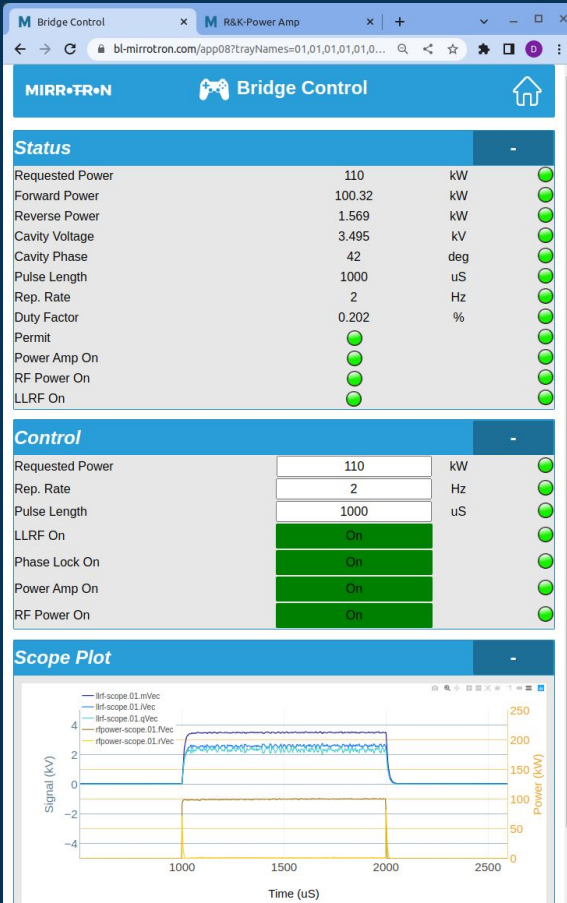 Bridge Control
R&K-Power Amp
bl-mirrotron.com/app08?trayNames=01,01,01,01,01,0...
D
MIRROTRON
Bridge Control
Status
-
Requested Power 110 kW
Forward Power 100.32 kW
Reverse Power 1.569 kW
Cavity Voltage 3.495 kV
Cavity Phase 42 deg
Pulse Length 1000 uS
Rep. Rate 2 Hz
Duty Factor 0.202 %
Permit
Power Amp On
RF Power On
LLRF On
Control
-
Requested Power 110 kW
Rep. Rate 2 Hz
Pulse Length 1000 uS
LLRF On On
Phase Lock On On
Power Amp On On
RF Power On On
Scope Plot
-
llrf-scope.01.mVec
llrf-scope.01.iVec
llrf-scope.01.qVec
rfpower-scope.01.fVec
rfpower-scope.01.rVec
4
2
0
−2
−4
Signal (kV)
250
200
150
100
50
0
Power (kW)
1000 1500 2000 2500
Time (uS)